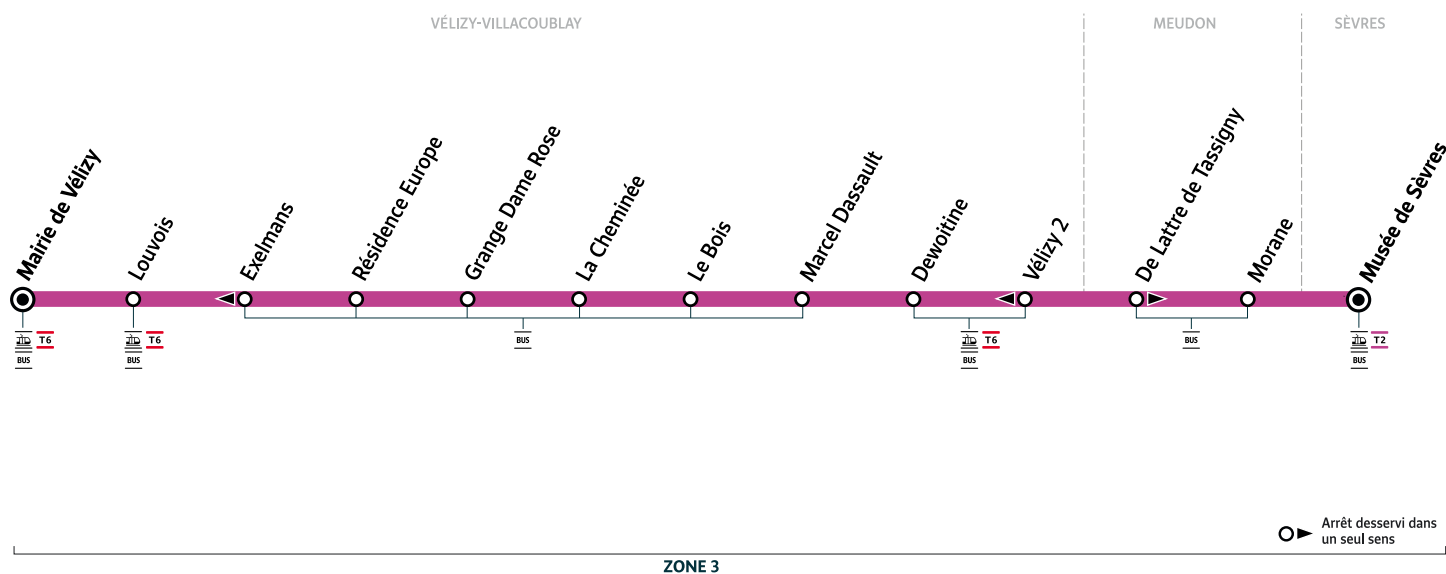 VÉLIZY-VILLACOUBLAY
MEUDON
SÈVRES
Mairie de Vélizy
Louvois
Exelmans
Résidence Europe
Grange Dame Rose
La Cheminée
Le Bois
Marcel Dassault
Dewoitine
Vélizy 2
De Lattre de Tassigny
Morane
Musée de Sèvres
T6
BUS
T6
BUS
BUS
T6
BUS
BUS
T2
BUS
Arrêt desservi dans
un seul sens
ZONE 3